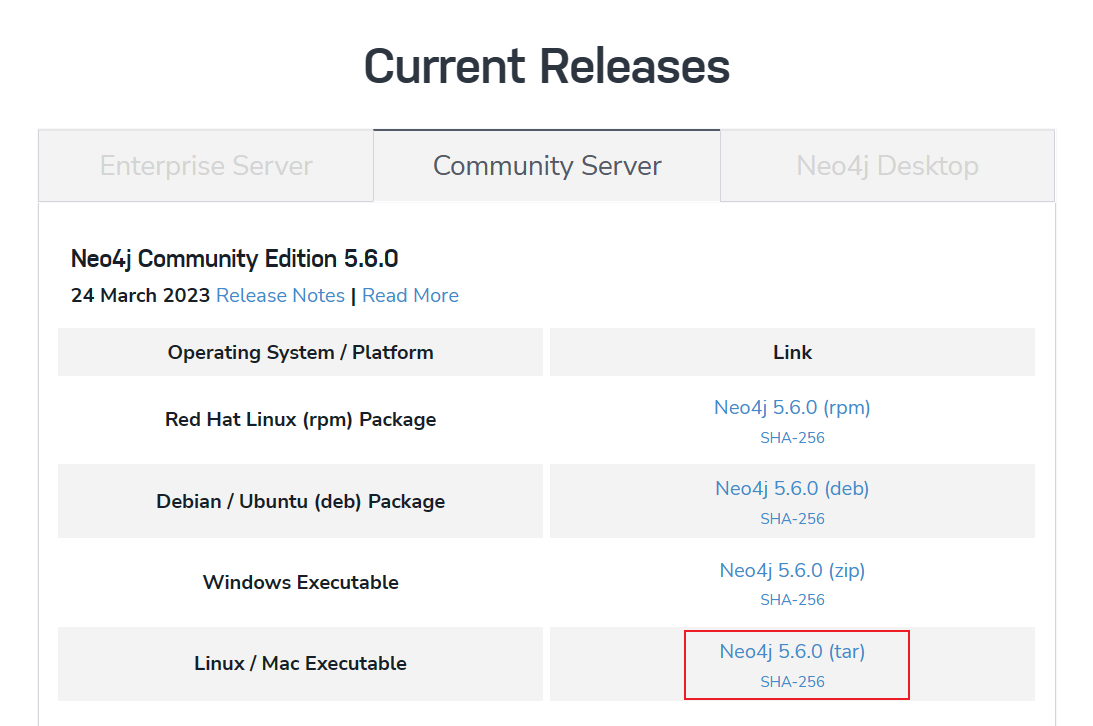 Current Releases
Enterprise Server
Community Server
Neo4j Desktop
Neo4j Community Edition 5.6.0
24 March 2023 Release Notes | Read More
Operating System / Platform
Link
Red Hat Linux (rpm) Package
Neo4j 5.6.0 (rpm)
SHA-256
Debian / Ubuntu (deb) Package
Neo4j 5.6.0 (deb)
SHA-256
Windows Executable
Neo4j 5.6.0 (zip)
SHA-256
Linux / Mac Executable
Neo4j 5.6.0 (tar)
SHA-256